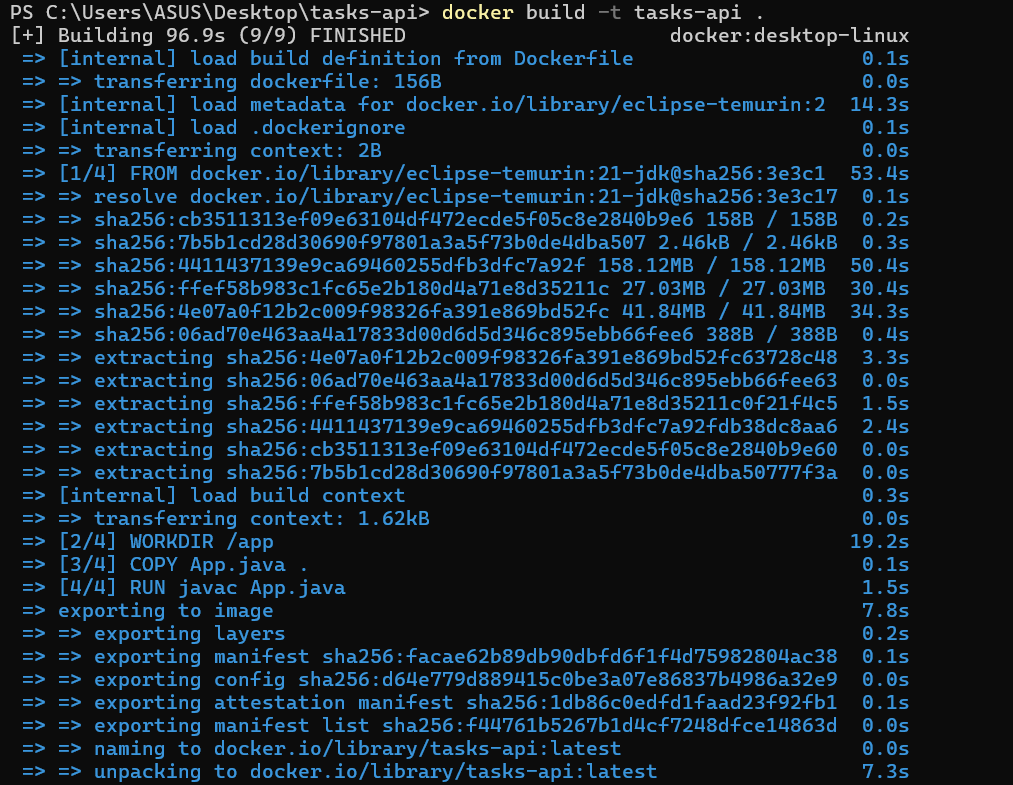 PS C:\Users\ASUS\Desktop\tasks-api> docker build -t tasks-api .
[+] Building 96.9s (9/9) FINISHED docker:desktop-linux
=> [internal] load build definition from Dockerfile 0.1s
=> => transferring dockerfile: 156B 0.0s
=> [internal] load metadata for docker.io/library/eclipse-temurin:2 14.3s
=> [internal] load .dockerignore 0.1s
=> => transferring context: 2B 0.0s
=> [1/4] FROM docker.io/library/eclipse-temurin:21-jdk@sha256:3e3c1 53.4s
=> => resolve docker.io/library/eclipse-temurin:21-jdk@sha256:3e3c17 0.1s
=> => sha256:cb3511313ef09e63104df472ecde5f05c8e2840b9e6 158B / 158B 0.2s
=> => sha256:7b5b1cd28d30690f97801a3a5f73b0de4dba507 2.46kB / 2.46kB 0.3s
=> => sha256:4411437139e9ca69460255dfb3dfc7a92f 158.12MB / 158.12MB 50.4s
=> => sha256:ffef58b983c1fc65e2b180d4a71e8d35211c 27.03MB / 27.03MB 30.4s
=> => sha256:4e07a0f12b2c009f98326fa391e869bd52fc 41.84MB / 41.84MB 34.3s
=> => sha256:06ad70e463aa4a17833d00d6d5d346c895ebb66fee6 388B / 388B 0.4s
=> => extracting sha256:4e07a0f12b2c009f98326fa391e869bd52fc63728c48 3.3s
=> => extracting sha256:06ad70e463aa4a17833d00d6d5d346c895ebb66fee63 0.0s
=> => extracting sha256:ffef58b983c1fc65e2b180d4a71e8d35211c0f21f4c5 1.5s
=> => extracting sha256:4411437139e9ca69460255dfb3dfc7a92fdb38dc8aa6 2.4s
=> => extracting sha256:cb3511313ef09e63104df472ecde5f05c8e2840b9e60 0.0s
=> => extracting sha256:7b5b1cd28d30690f97801a3a5f73b0de4dba50777f3a 0.0s
=> [internal] load build context 0.3s
=> => transferring context: 1.62kB 0.0s
=> [2/4] WORKDIR /app 19.2s
=> [3/4] COPY App.java . 0.1s
=> [4/4] RUN javac App.java 1.5s
=> exporting to image 7.8s
=> => exporting layers 0.2s
=> => exporting manifest sha256:facae62b89db90dbfd6f1f4d75982804ac38 0.1s
=> => exporting config sha256:d64e779d889415c0be3a07e86837b4986a32e9 0.0s
=> => exporting attestation manifest sha256:1db86c0edfd1faad23f92fb1 0.1s
=> => exporting manifest list sha256:f44761b5267b1d4cf7248dfce14863d 0.0s
=> => naming to docker.io/library/tasks-api:latest 0.0s
=> => unpacking to docker.io/library/tasks-api:latest 7.3s